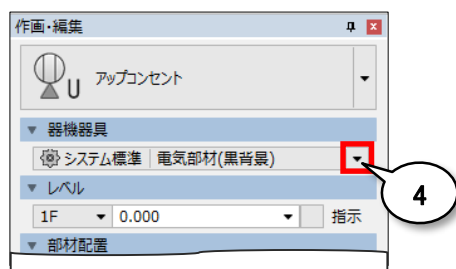 作画・編集
U アップコンセント
器機器具
システム標準 電気部材(黒背景)
4
レベル
1F 0.000 指示
部材配置